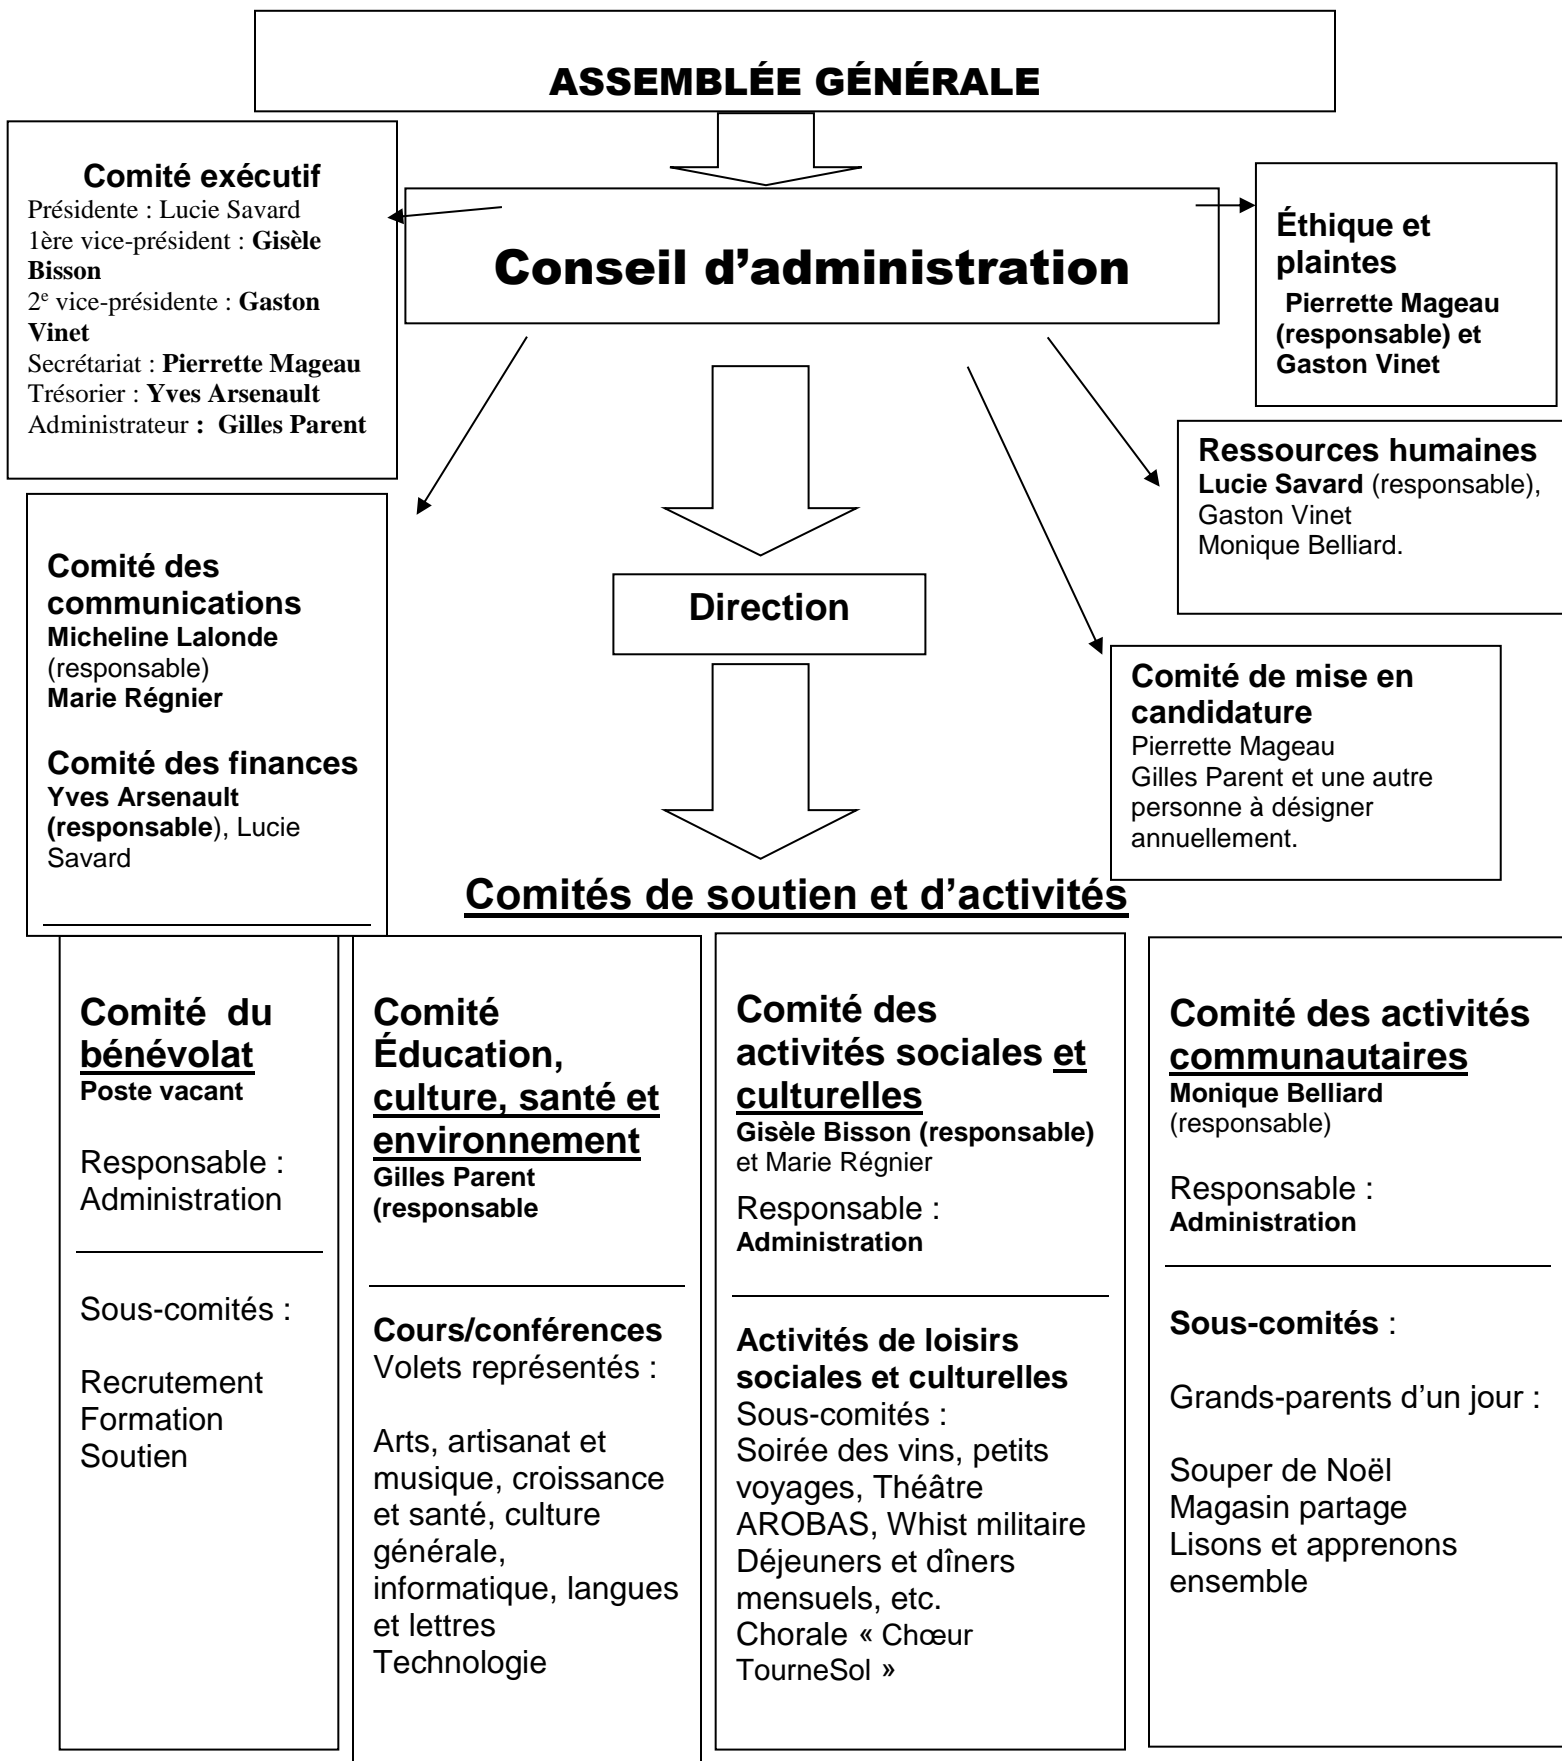 ASSEMBLÉE GÉNÉRALE
Comité exécutif
Présidente : Lucie Savard
1ère vice-président : Gisèle
Bisson
2e vice-présidente : Gaston
Vinet
Secrétariat : Pierrette Mageau
Trésorier : Yves Arsenault
Administrateur : Gilles Parent
Conseil d’administration
Éthique et
plaintes
Pierrette Mageau
(responsable) et
Gaston Vinet
Ressources humaines
Lucie Savard (responsable),
Gaston Vinet
Monique Belliard.
Comité des
communications
Micheline Lalonde
(responsable)
Marie Régnier
Comité des finances
Yves Arsenault
(responsable), Lucie
Savard
Direction
Comité de mise en
candidature
Pierrette Mageau
Gilles Parent et une autre
personne à désigner
annuellement.
Comités de soutien et d’activités
Comité du
bénévolat
Poste vacant
Responsable :
Administration
Sous-comités :
Recrutement
Formation
Soutien
Comité
Éducation,
culture, santé et
environnement
Gilles Parent
(responsable
Cours/conférences
Volets représentés :
Arts, artisanat et
musique, croissance
et santé, culture
générale,
informatique, langues
et lettres
Technologie
Comité des
activités sociales et
culturelles
Gisèle Bisson (responsable)
et Marie Régnier
Responsable :
Administration
Activités de loisirs
sociales et culturelles
Sous-comités :
Soirée des vins, petits
voyages, Théâtre
AROBAS, Whist militaire
Déjeuners et dîners
mensuels, etc.
Chorale « Chœur
TourneSol »
Comité des activités
communautaires
Monique Belliard
(responsable)
Responsable :
Administration
Sous-comités :
Grands-parents d’un jour :
Souper de Noël
Magasin partage
Lisons et apprenons
ensemble